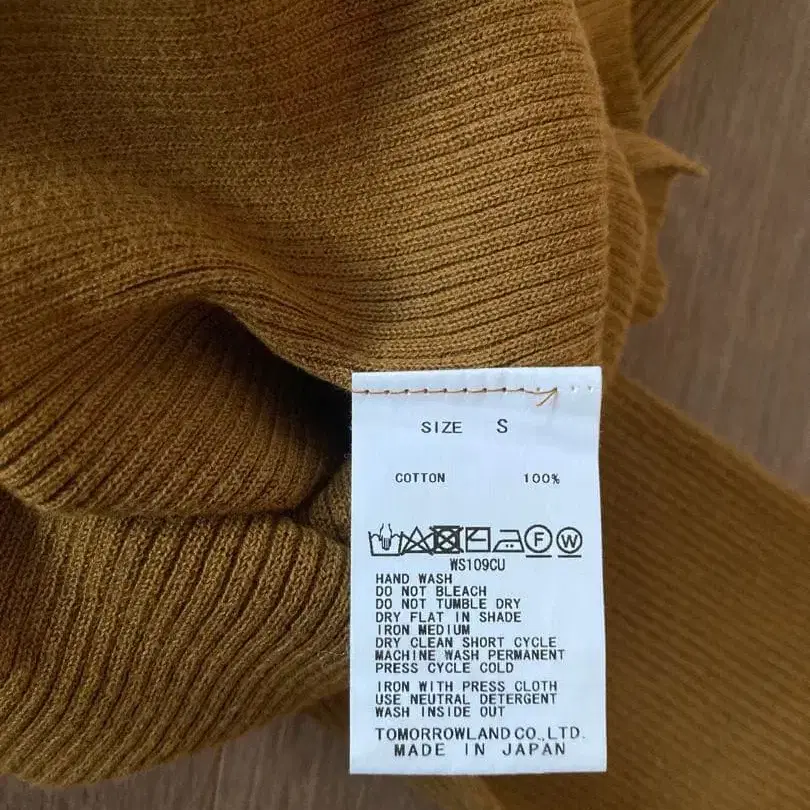 SIZE S
COTTON 100%
F W
WS109CU
HAND WASH
DO NOT BLEACH
DO NOT TUMBLE DRY
DRY FLAT IN SHADE
IRON MEDIUM
DRY CLEAN SHORT CYCLE
MACHINE WASH PERMANENT
PRESS CYCLE COLD
IRON WITH PRESS CLOTH
USE NEUTRAL DETERGENT
WASH INSIDE OUT
TOMORROWLAND CO., LTD.
MADE IN JAPAN